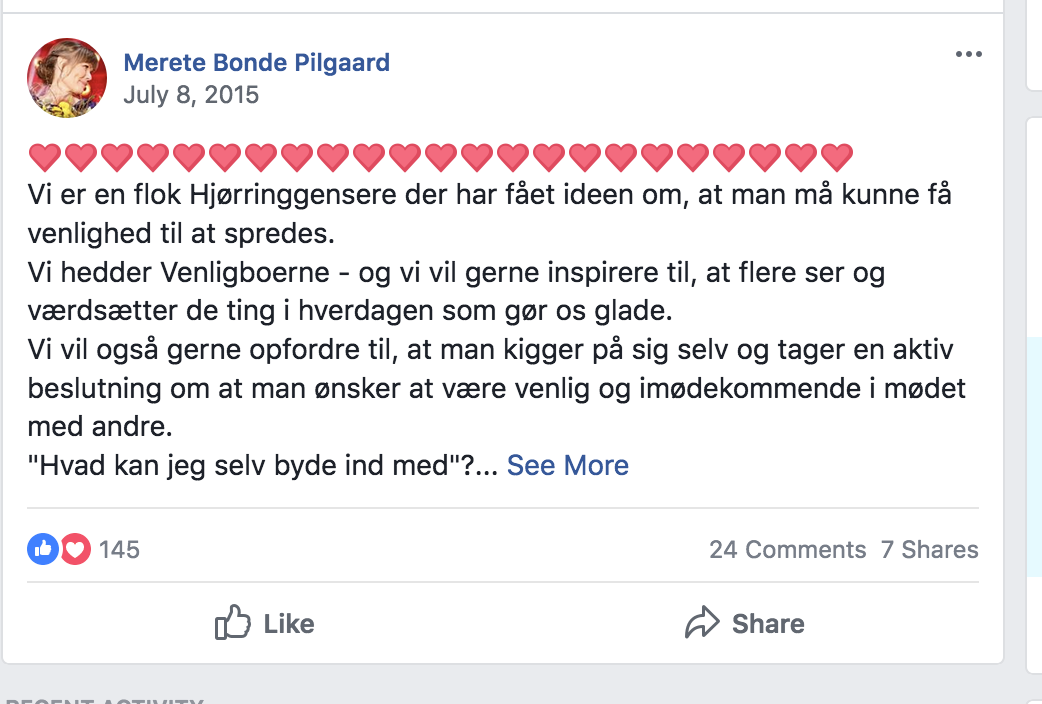 Merete Bonde Pilgaard
July 8, 2015
Vi er en flok Hjørringgensere der har fået ideen om, at man må kunne få
venlighed til at spredes.
Vi hedder Venligboerne - og vi vil gerne inspirere til, at flere ser og
værdsætter de ting i hverdagen som gør os glade.
Vi vil også gerne opfordre til, at man kigger på sig selv og tager en aktiv
beslutning om at man ønsker at være venlig og imødekommende i mødet
med andre.
"Hvad kan jeg selv byde ind med"?... See More
145 24 Comments 7 Shares
Like Share
RECENT ACTIVITY